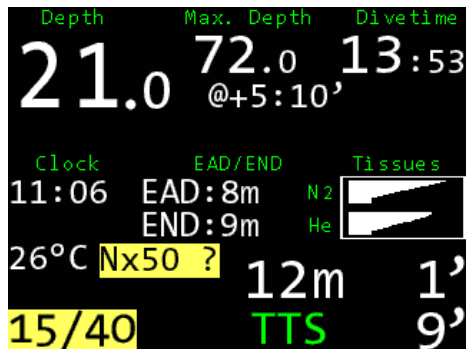 Depth Max. Depth Divetime
21.0 72.0 13:53
@+5:10’
Clock EAD/END Tissues
11:06 EAD:8m N2
END:9m He
26°C Nx50 ? 12m 1’
15/40 TTS 9’